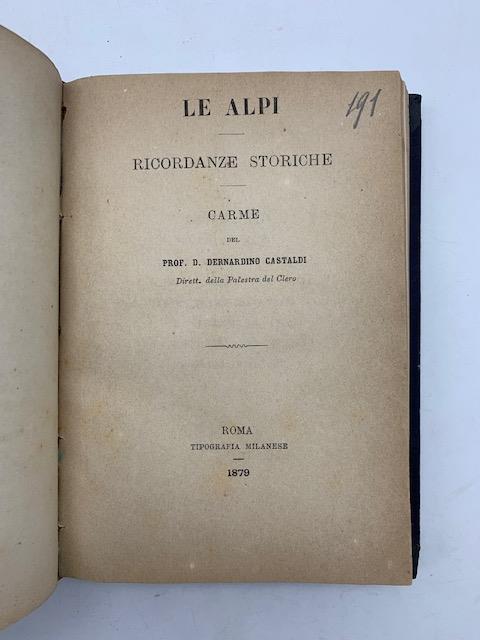 LE ALPI
191
RICORDANZE STORICHE
CARME
DEL
PROF. D. BERNARDINO CASTALDI
Dirett. della Palestra del Clero
ROMA
TIPOGRAFIA MILANESE
1879